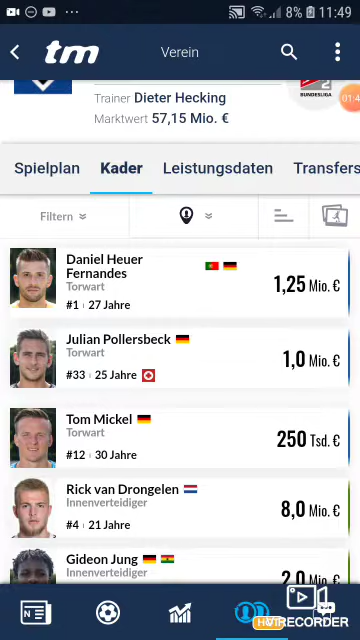 8% 11:49
tm Verein
2
BUNDESLIGA
Trainer Dieter Hecking
Marktwert 57,15 Mio. €
Spielplan Kader Leistungsdaten Transfers
Filtern
Daniel Heuer
Fernandes
Torwart
#1 27 Jahre
1,25 Mio. €
Julian Pollersbeck
Torwart
#33 25 Jahre
1,0 Mio. €
Tom Mickel
Torwart
#12 30 Jahre
250 Tsd. €
Rick van Drongelen
Innenverteidiger
#4 21 Jahre
8,0 Mio. €
Gideon Jung
Innenverteidiger
2,0 Mio. €
N
RECORDER